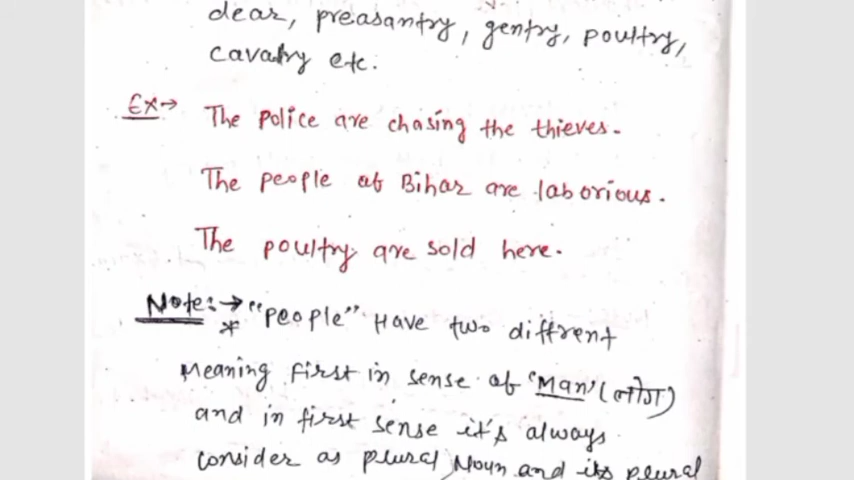 dear, preasantry, gentry, poultry,
cavalry etc.
Ex→ The police are chasing the thieves.
The people of Bihar are laborious.
The poultry are sold here.
Note:→ "people" Have two diffrent
*
Meaning first in sense of 'Man' (लोग)
and in first sense it's always
consider as plural Noun and its plural